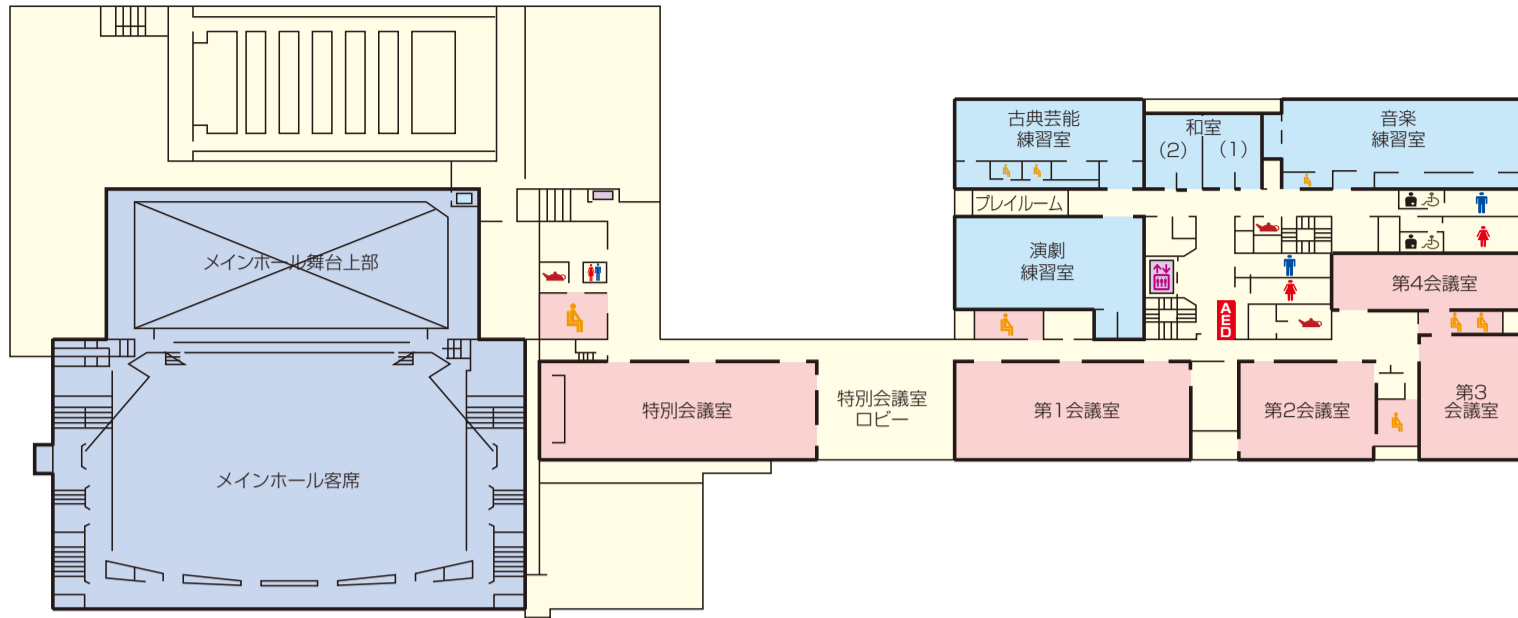 古典芸能
練習室
和室
(2)
(1)
音楽
練習室
プレイルーム
演劇
練習室
メインホール舞台上部
第4会議室
AED
特別会議室
特別会議室
ロビー
第1会議室
第2会議室
第3
会議室
メインホール客席